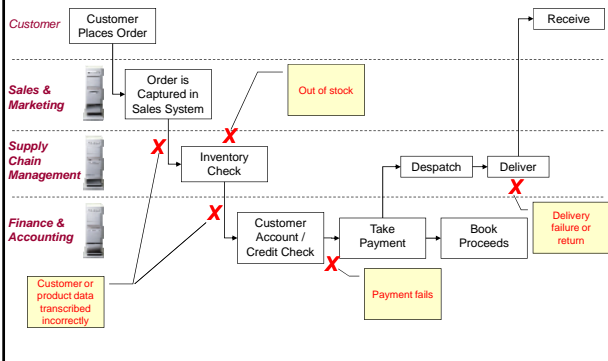 Customer
Customer
Places Order
Receive
Sales &
Marketing
Order is
Captured in
Sales System
Out of stock
X
X
Supply
Chain
Management
Inventory
Check
Despatch
Deliver
X
X
Finance &
Accounting
Customer
Account /
Credit Check
Take
Payment
Book
Proceeds
Delivery
failure or
return
X
Customer or
product data
transcribed
incorrectly
Payment fails